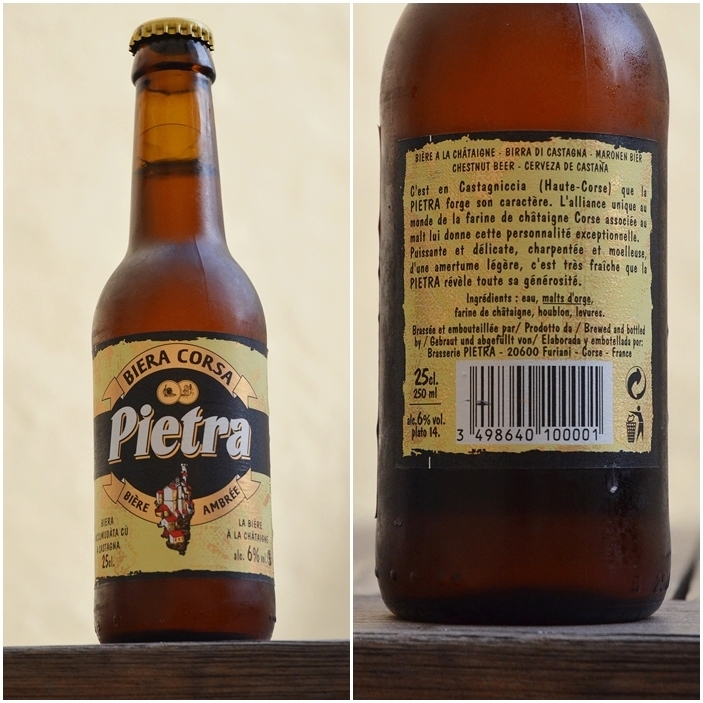 BIERA CORSA
Pietra
BIÈRE AMBRÉE
BIERA
CASTAGNA
25cl.
LA BIÈRE
À LA CHÂTAIGNE
alc. 6% vol.
BIÈRE A LA CHÂTAIGNE - BIRRA DI CASTAGNA - MARONEN BIER
CHESTNUT BEER - CERVEZA DE CASTAÑA
C'est en Castagniccia (Haute-Corse) que la
PIETRA forge son caractère. L'alliance unique au
monde de la farine de châtaigne Corse associée au
malt lui donne cette personnalité exceptionnelle.
Puissante et délicate, charpentée et moelleuse,
d'une amertume légère, c'est très fraîche que la
PIETRA révèle toute sa générosité.
Ingrédients : eau, malts d'orge,
farine de châtaigne, houblon, levures.
Brassée et embouteillée par/ Prodotto da / Brewed and bottled
by / Gebraut und abgefüllt von/ Elaborada y embotellada por:
Brasserie PIETRA - 20600 Furiani - Corse - France
25cl.
250 ml
alc.6% vol.
plato 14.
3 498640 100001